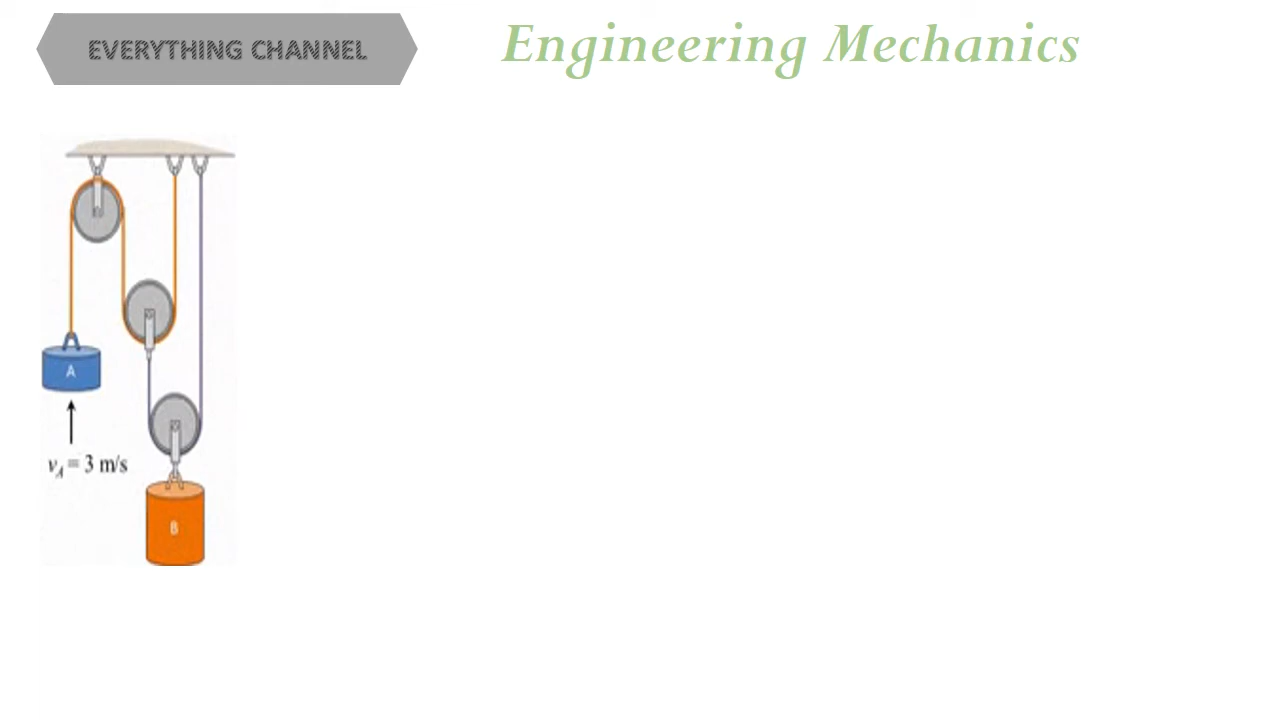 EVERYTHING CHANNEL
Engineering Mechanics
A
v_A = 3 m/s
B